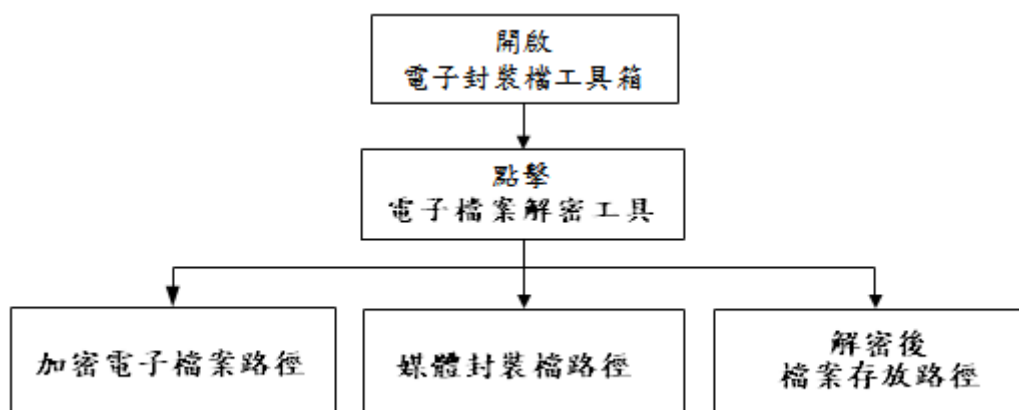 開啟
電子封裝檔工具箱
點擊
電子檔案解密工具
加密電子檔案路徑
媒體封裝檔路徑
解密後
檔案存放路徑